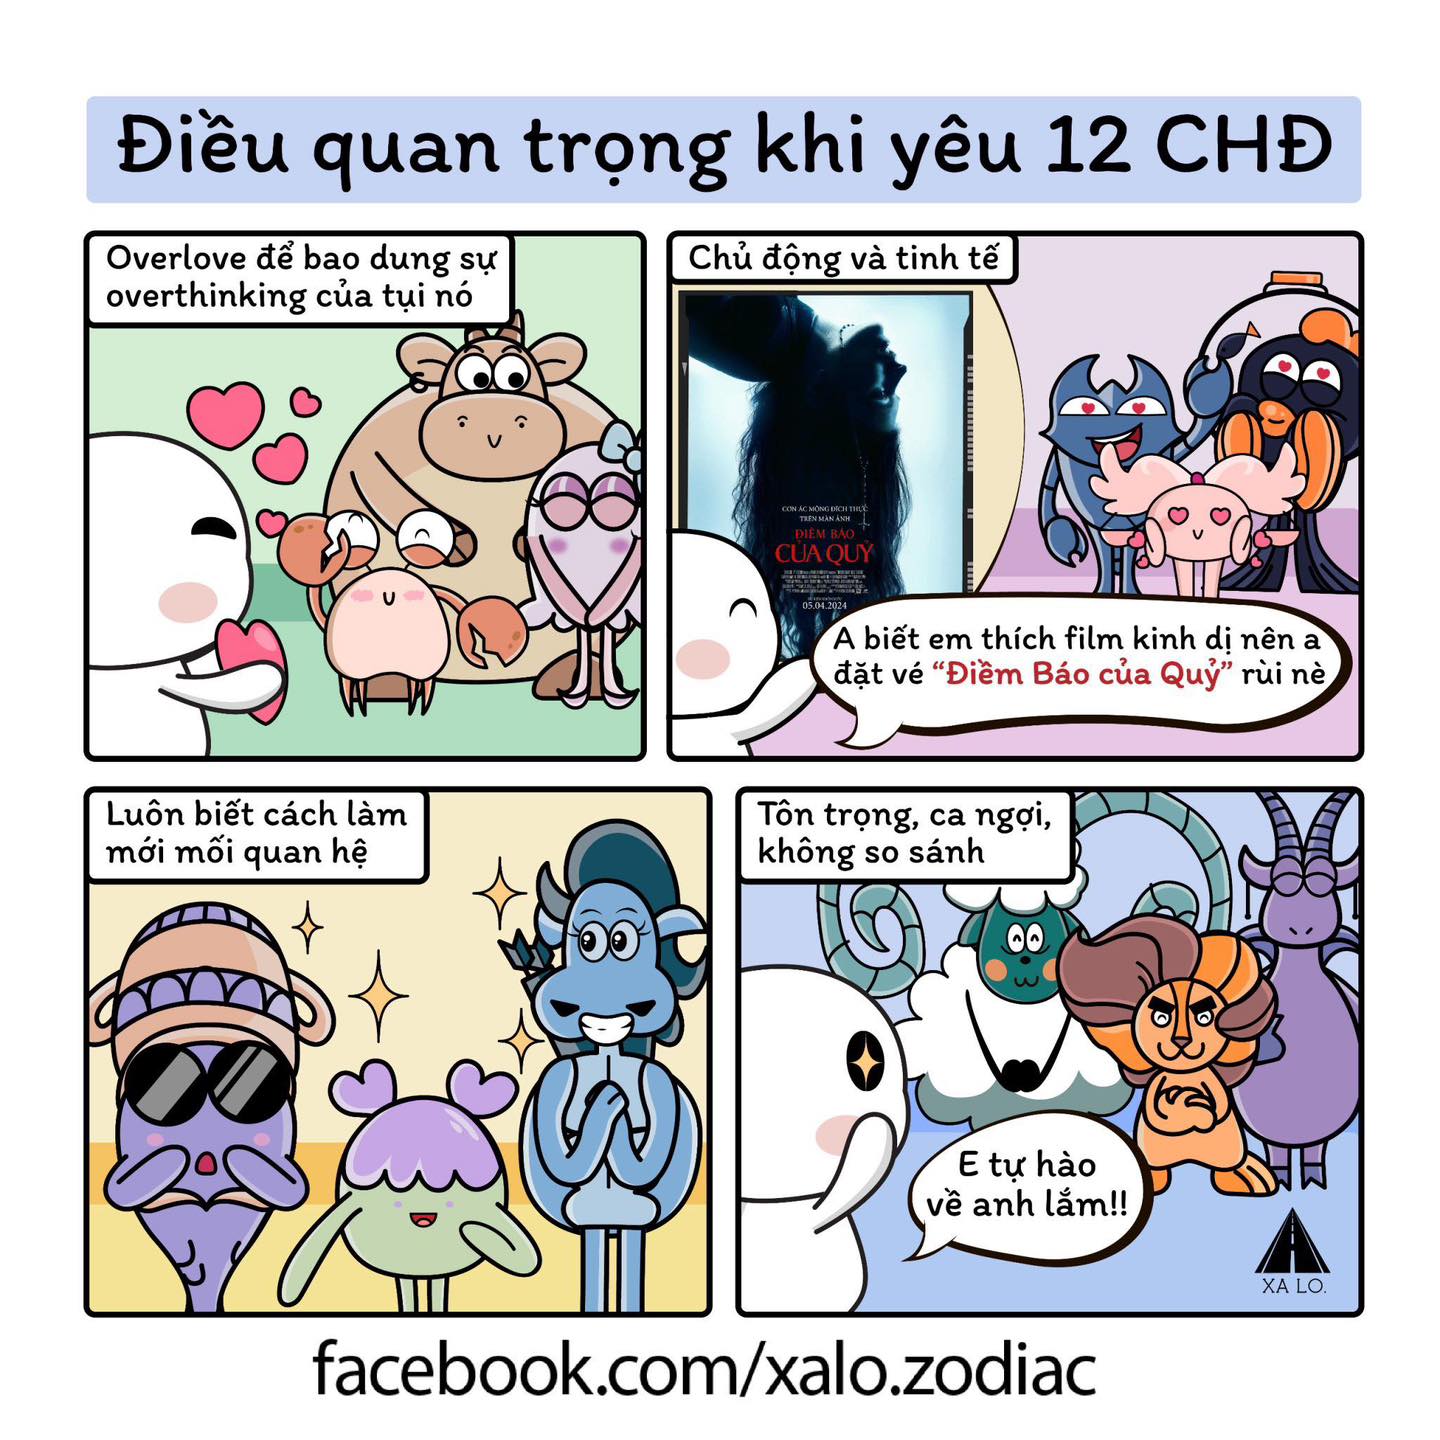 Điều quan trọng khi yêu 12 CHĐ
Overlove để bao dung sự
overthinking của tụi nó
Chủ động và tinh tế
CƠN ÁC MỘNG ĐÍCH THỰC
TRÊN MÀN ẢNH
ĐIỀM BÁO
CỦA QUỶ
05.04.2024
A biết em thích film kinh dị nên a
đặt vé “Điềm Báo của Quỷ” rùi nè
Luôn biết cách làm
mới mối quan hệ
Tôn trọng, ca ngợi,
không so sánh
E tự hào
về anh lắm!!
XA LO.
facebook.com/xalo.zodiac